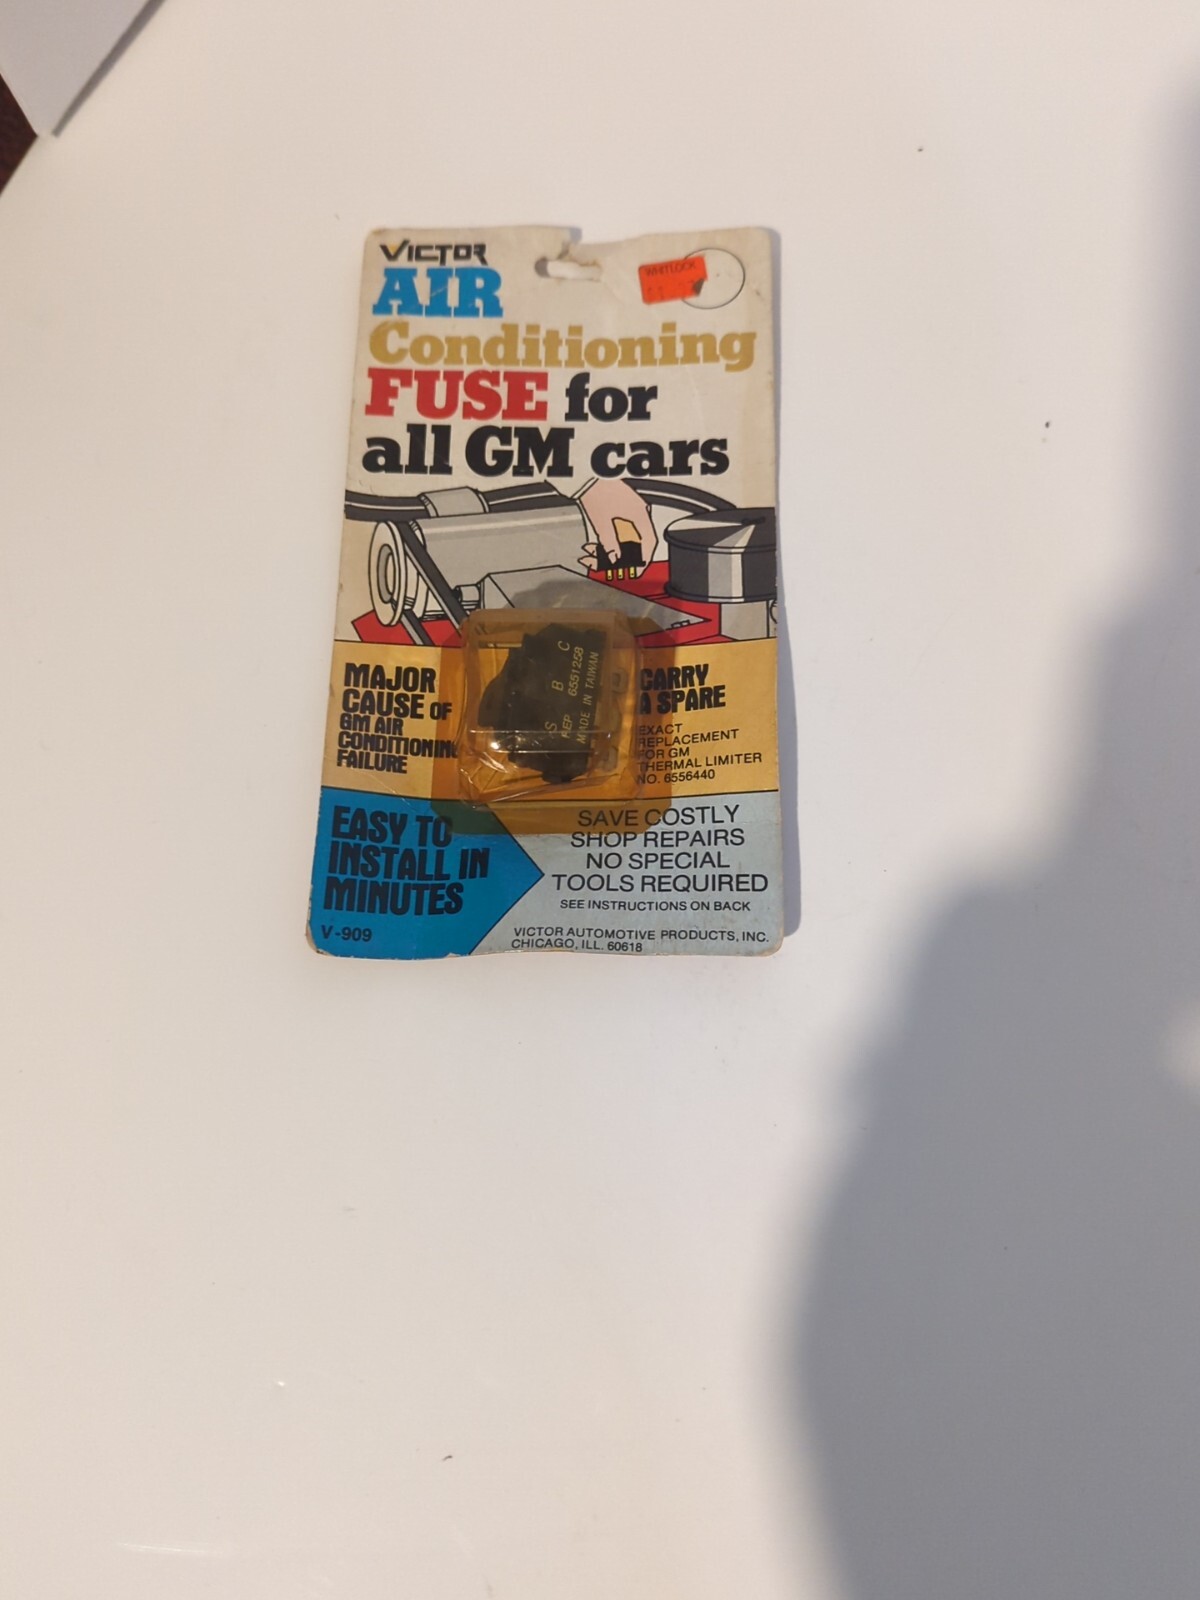 VICTOR
AIR
Conditioning
FUSE for
all GM cars
WHITLOCK
MAJOR
CAUSE OF
GM AIR
CONDITIONING
FAILURE
S B C
REP 6551258
MADE IN TAIWAN
CARRY
A SPARE
EXACT
REPLACEMENT
FOR GM
THERMAL LIMITER
NO. 6556440
EASY TO
INSTALL IN
MINUTES
V-909
SAVE COSTLY
SHOP REPAIRS
NO SPECIAL
TOOLS REQUIRED
SEE INSTRUCTIONS ON BACK
VICTOR AUTOMOTIVE PRODUCTS, INC.
CHICAGO, ILL. 60618